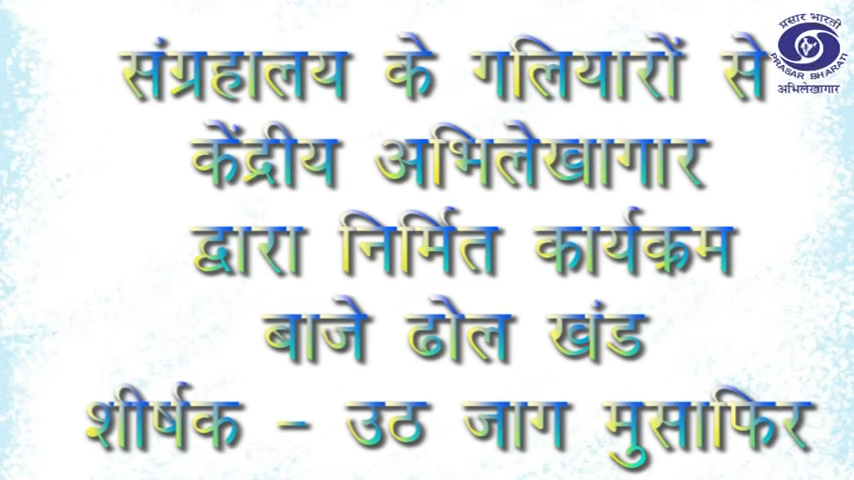 संग्रहालय के गलियारों से
केंद्रीय अभिलेखागार
द्वारा निर्मित कार्यक्रम
बाजे ढोल खंड
शीर्षक - उठ जाग मुसाफिर
प्रसार भारती
PRASAR BHARATI
अभिलेखागार